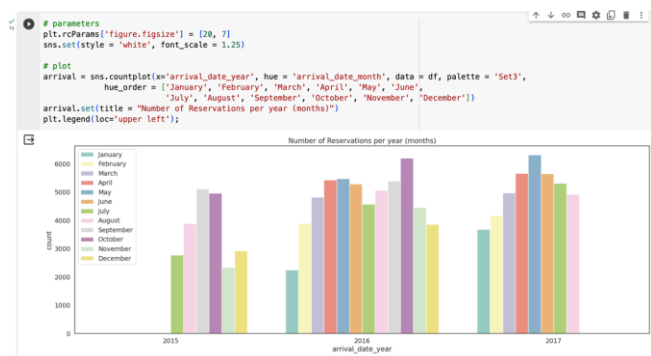 1s
# parameters
plt.rcParams['figure.figsize'] = [20, 7]
sns.set(style = 'white', font_scale = 1.25)
# plot
arrival = sns.countplot(x='arrival_date_year', hue = 'arrival_date_month', data = df, palette = 'Set3',
hue_order = ['January', 'February', 'March', 'April', 'May', 'June',
'July', 'August', 'September', 'October', 'November', 'December'])
arrival.set(title = "Number of Reservations per year (months)")
plt.legend(loc='upper left');
Number of Reservations per year (months)
January
February
March
April
May
June
July
August
September
October
November
December
6000
5000
4000
3000
2000
1000
0
count
2015
2016
2017
arrival_date_year